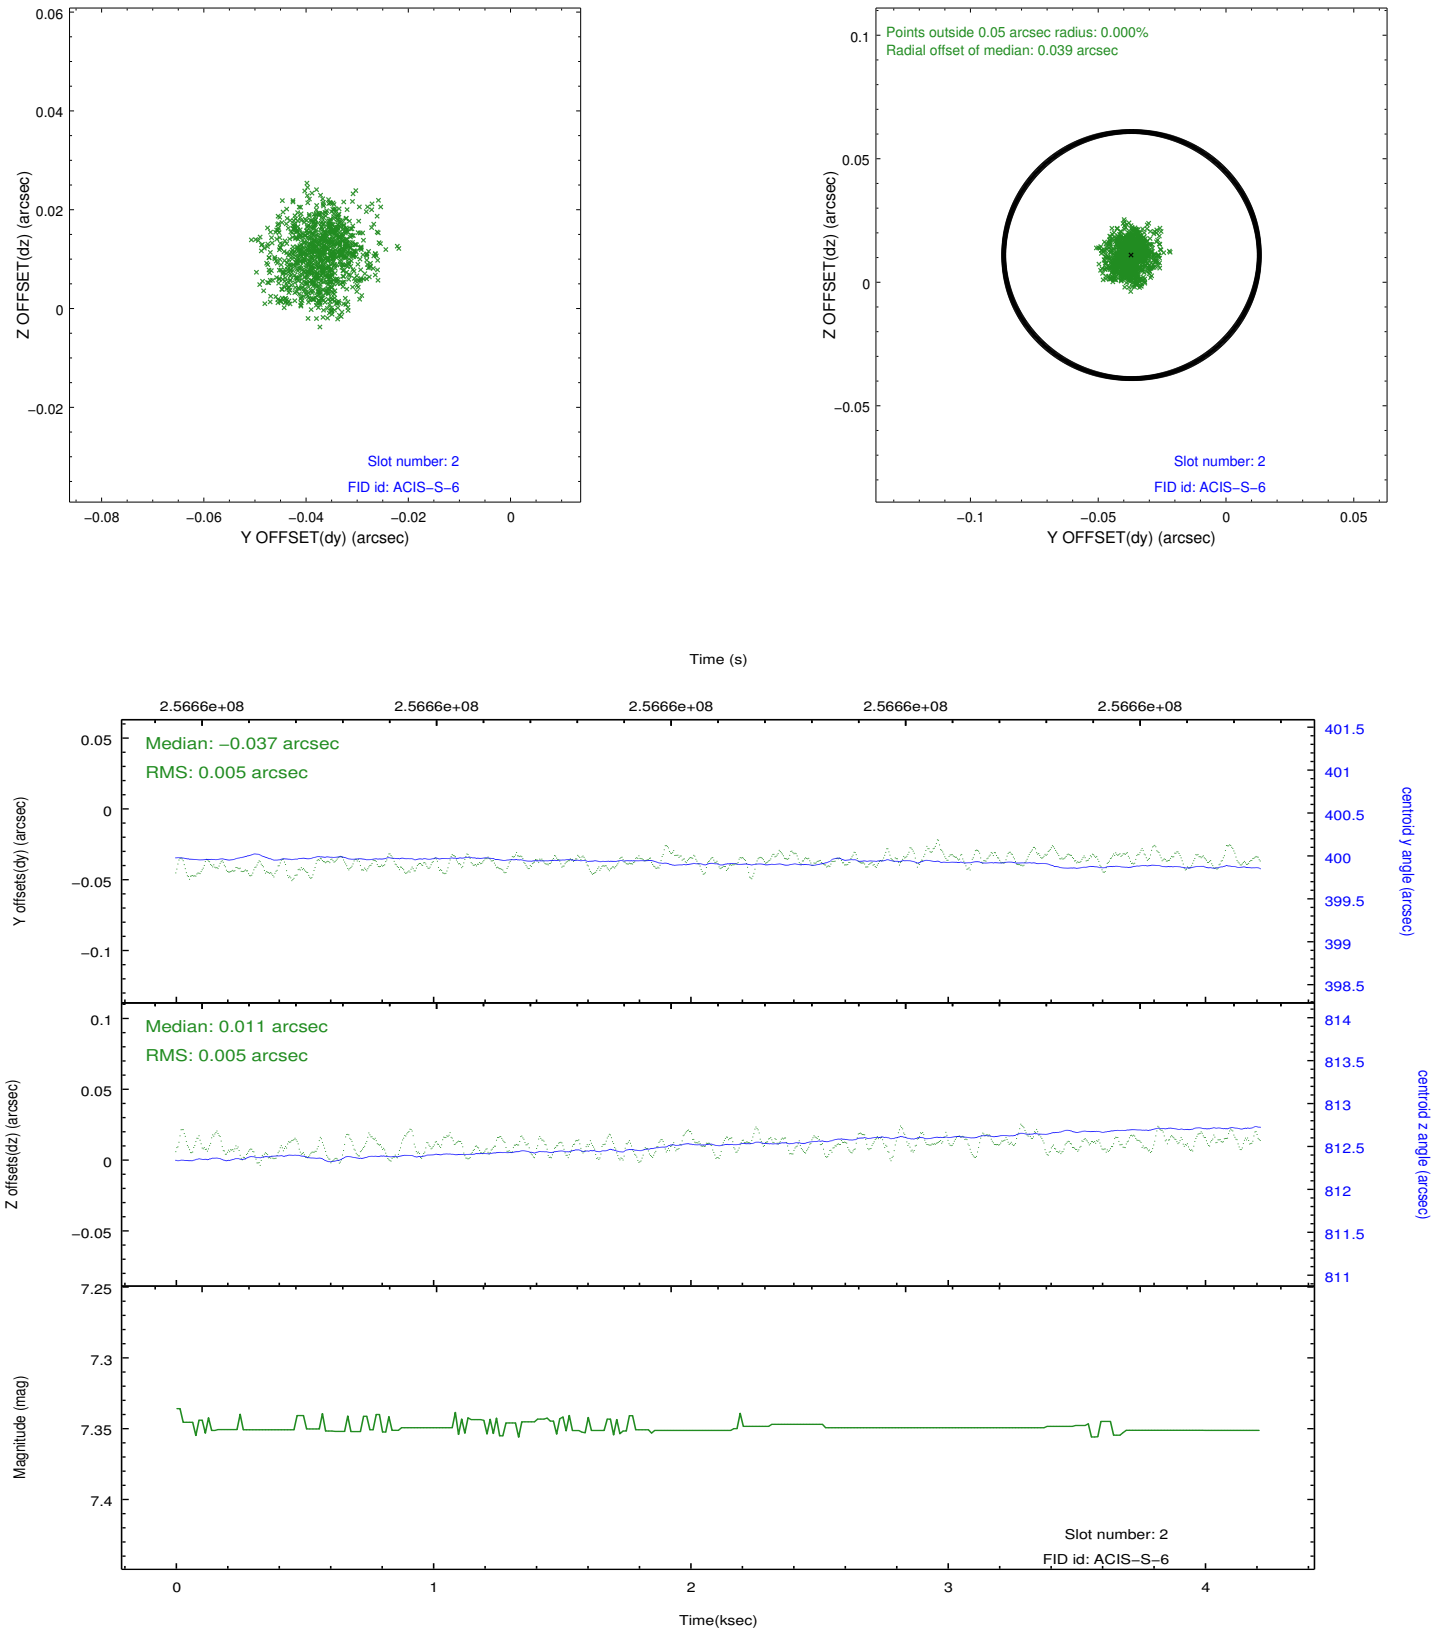 0.06
0.04
0.02
0
−0.02
Z OFFSET(dz) (arcsec)
Slot number: 2
FID id: ACIS−S−6
−0.08 −0.06 −0.04 −0.02 0
Y OFFSET(dy) (arcsec)
Points outside 0.05 arcsec radius: 0.000%
Radial offset of median: 0.039 arcsec
0.1
0.05
0
−0.05
Z OFFSET(dz) (arcsec)
Slot number: 2
FID id: ACIS−S−6
−0.1 −0.05 0 0.05
Y OFFSET(dy) (arcsec)
Time (s)
2.5666e+08 2.5666e+08 2.5666e+08 2.5666e+08 2.5666e+08
Median: −0.037 arcsec
RMS: 0.005 arcsec
0.05
0
−0.05
−0.1
Y offsets(dy) (arcsec)
401.5
401
400.5
400
399.5
399
398.5
centroid y angle (arcsec)
Median: 0.011 arcsec
RMS: 0.005 arcsec
0.1
0.05
0
−0.05
Z offsets(dz) (arcsec)
814
813.5
813
812.5
812
811.5
811
centroid z angle (arcsec)
7.25
7.3
7.35
7.4
Magnitude (mag)
Slot number: 2
FID id: ACIS−S−6
0 1 2 3 4
Time(ksec)